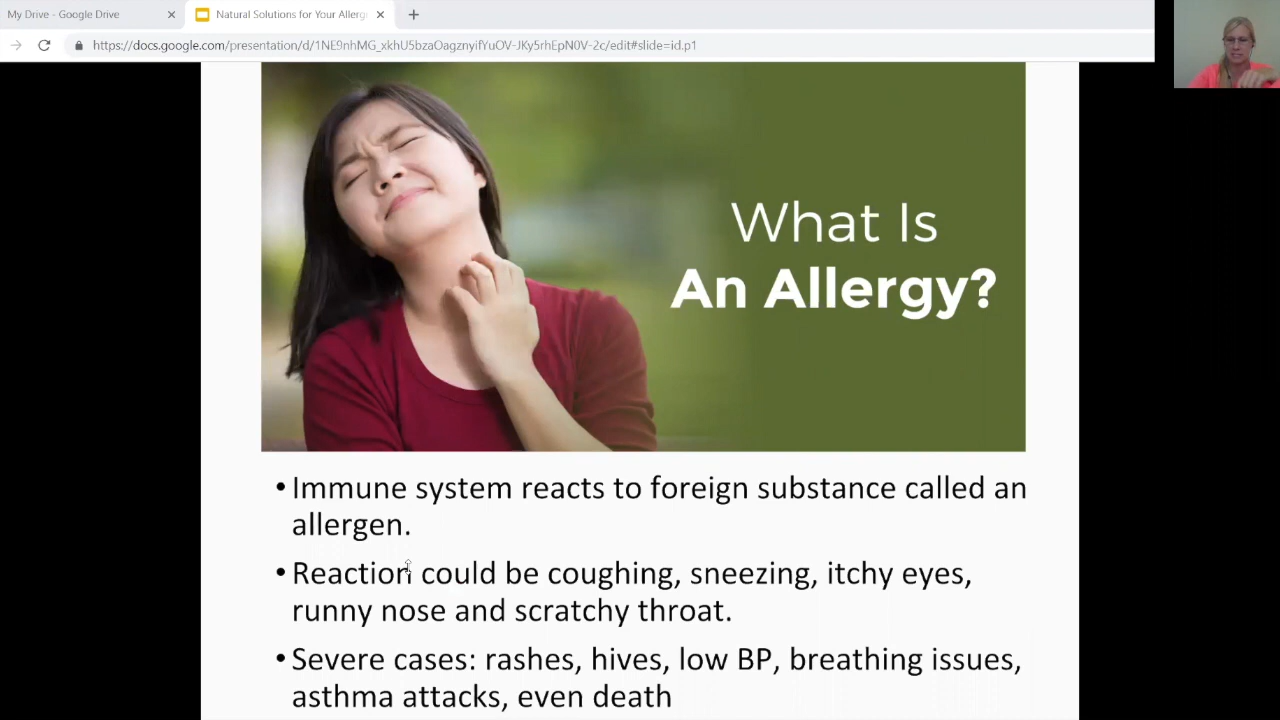 My Drive - Google Drive
Natural Solutions for Your Allerg
https://docs.google.com/presentation/d/1NE9nhMG_xkhU5bzaOagznyifYuOV-JKy5rhEpN0V-2c/edit#slide=id.p1
What Is
An Allergy?
• Immune system reacts to foreign substance called an
allergen.
• Reaction could be coughing, sneezing, itchy eyes,
runny nose and scratchy throat.
• Severe cases: rashes, hives, low BP, breathing issues,
asthma attacks, even death